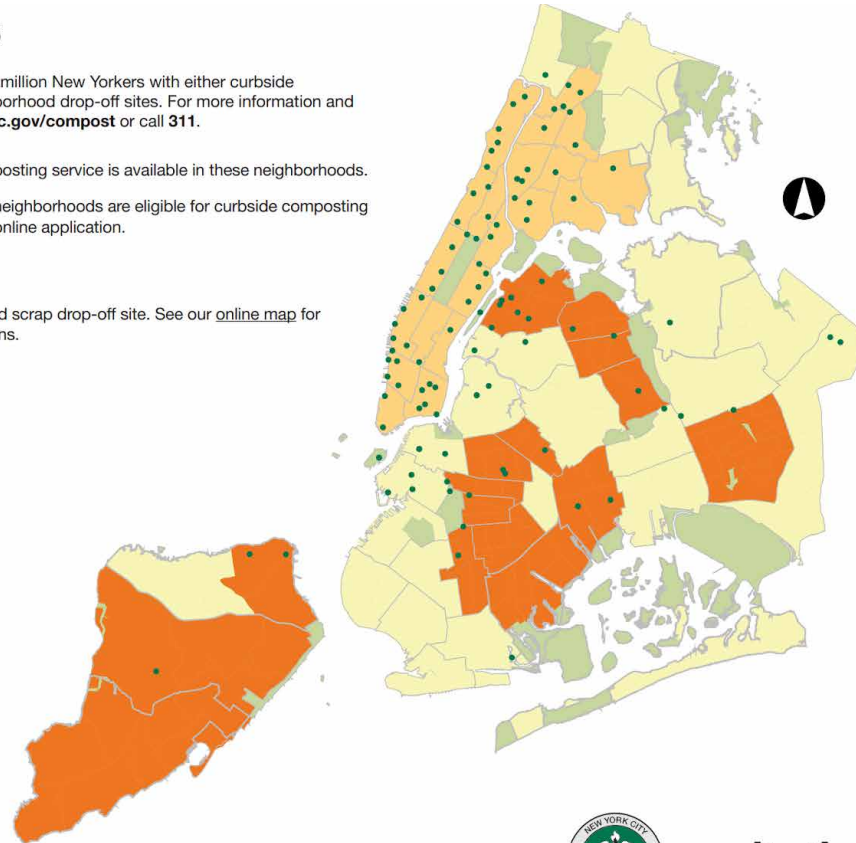 million New Yorkers with either curbside
orhood drop-off sites. For more information and
c.gov/compost or call 311.
osting service is available in these neighborhoods.
neighborhoods are eligible for curbside composting
online application.
d scrap drop-off site. See our online map for
ns.
NEW YORK CITY